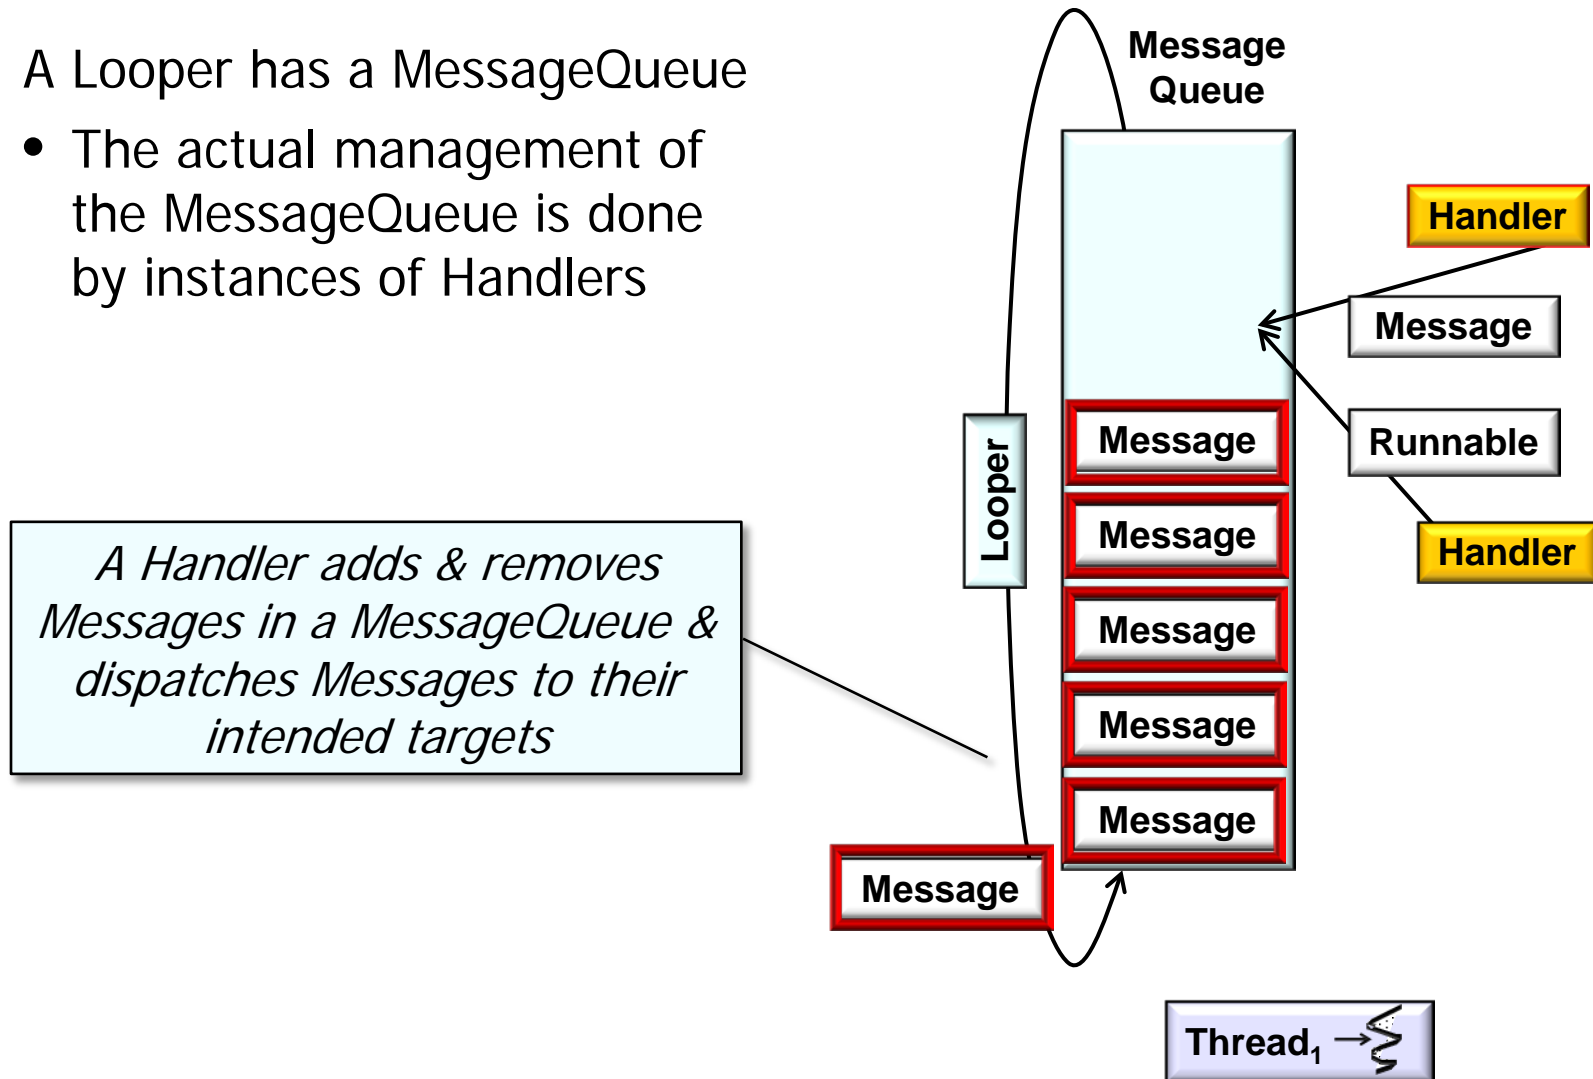 A Looper has a MessageQueue
• The actual management of
the MessageQueue is done
by instances of Handlers
A Handler adds & removes
Messages in a MessageQueue &
dispatches Messages to their
intended targets
Message
Queue
Handler
Message
Runnable
Handler
Looper
Message
Message
Message
Message
Message
Message
Thread1